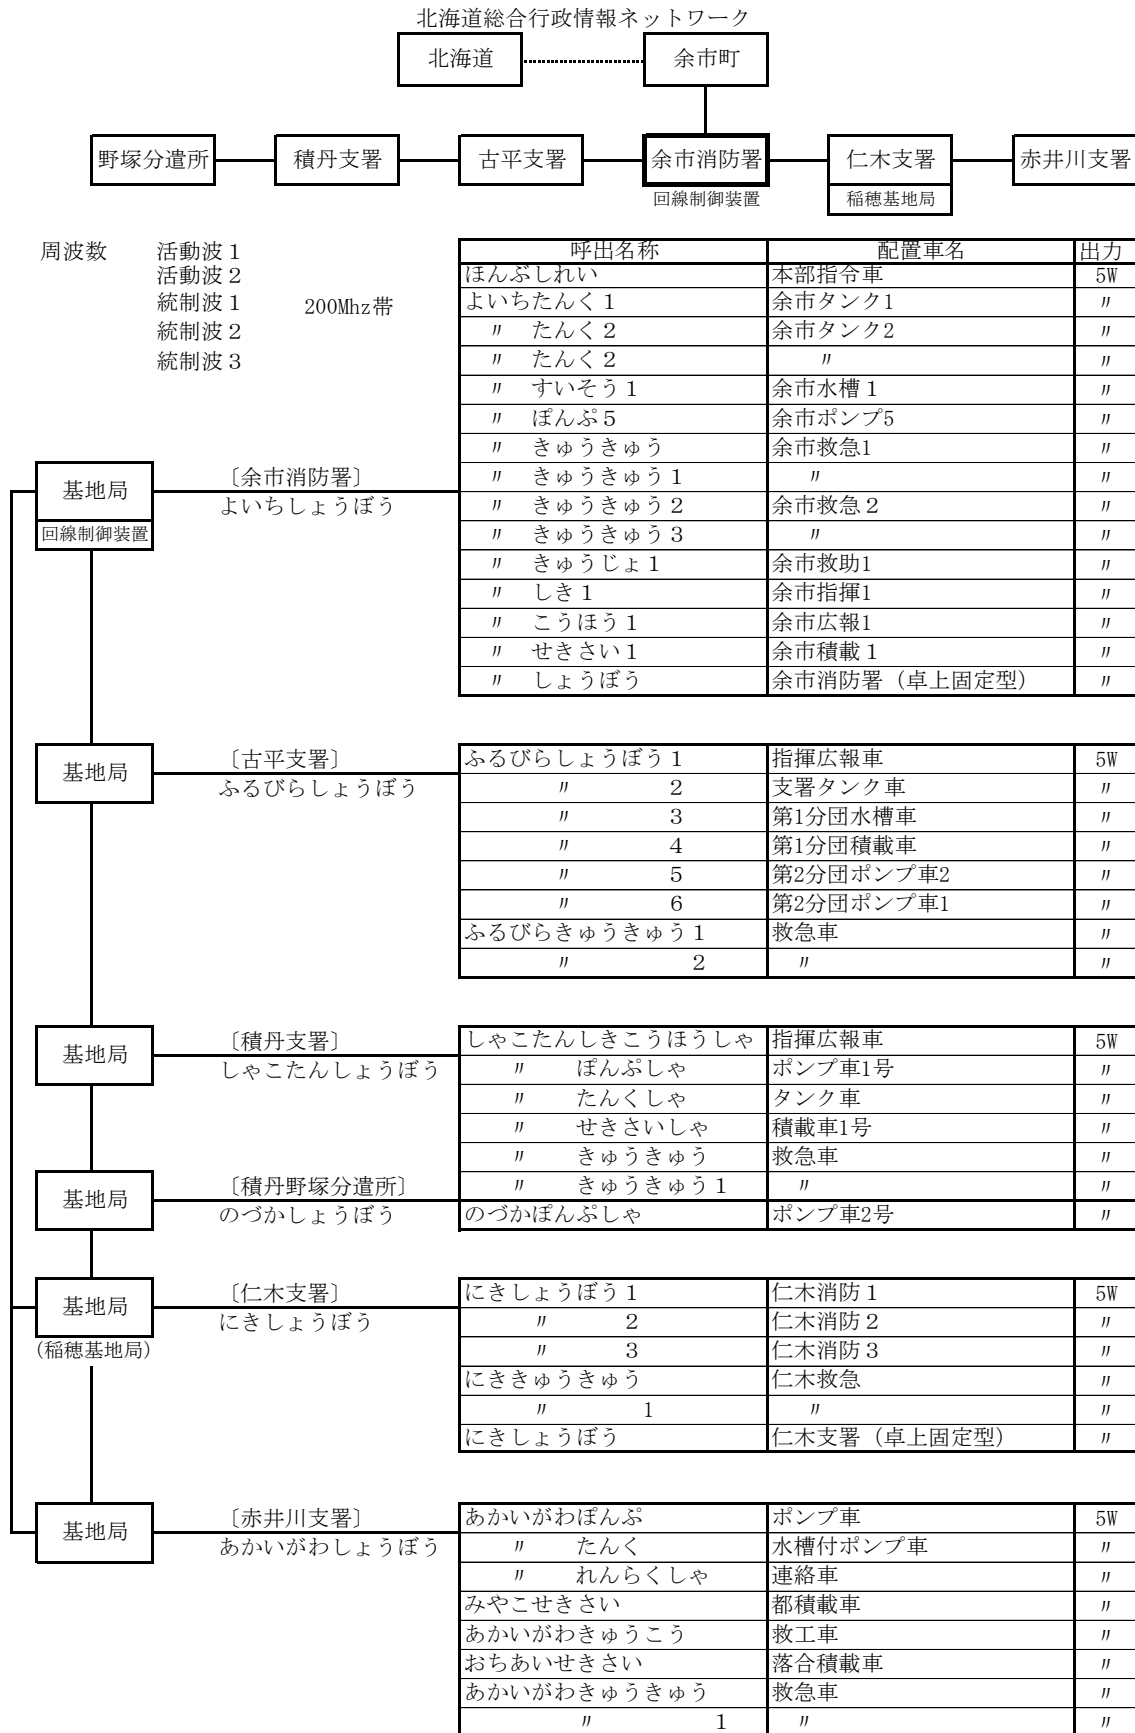 北海道総合行政情報ネットワーク
北海道 余市町
野塚分遣所 積丹支署 古平支署 余市消防署 仁木支署 赤井川支署
回線制御装置 稲穂基地局
周波数 活動波１
活動波２
統制波１ 200Mhz帯
統制波２
統制波３
呼出名称 配置車名 出力
ほんぶしれい 本部指令車 5W
よいちたんく１ 余市タンク1 〃
〃 たんく２ 余市タンク2 〃
〃 たんく２ 〃 〃
〃 すいそう１ 余市水槽１ 〃
〃 ぽんぷ５ 余市ポンプ5 〃
〃 きゅうきゅう 余市救急1 〃
〃 きゅうきゅう１ 〃 〃
〃 きゅうきゅう２ 余市救急２ 〃
〃 きゅうきゅう３ 〃 〃
〃 きゅうじょ１ 余市救助1 〃
〃 しき１ 余市指揮1 〃
〃 こうほう１ 余市広報1 〃
〃 せきさい１ 余市積載１ 〃
〃 しょうぼう 余市消防署（卓上固定型） 〃
基地局 〔余市消防署〕
よいちしょうぼう
回線制御装置
基地局 〔古平支署〕
ふるびらしょうぼう
ふるびらしょうぼう１ 指揮広報車 5W
〃 ２ 支署タンク車 〃
〃 ３ 第1分団水槽車 〃
〃 ４ 第1分団積載車 〃
〃 ５ 第2分団ポンプ車2 〃
〃 ６ 第2分団ポンプ車1 〃
ふるびらきゅうきゅう１ 救急車 〃
〃 ２ 〃 〃
基地局 〔積丹支署〕
しゃこたんしょうぼう
しゃこたんしきこうほうしゃ 指揮広報車 5W
〃 ぽんぷしゃ ポンプ車1号 〃
〃 たんくしゃ タンク車 〃
〃 せきさいしゃ 積載車1号 〃
〃 きゅうきゅう 救急車 〃
〃 きゅうきゅう１ 〃 〃
基地局 〔積丹野塚分遣所〕
のづかしょうぼう
のづかぽんぷしゃ ポンプ車2号 〃
基地局 〔仁木支署〕
にきしょうぼう
（稲穂基地局）
にきしょうぼう１ 仁木消防１ 5W
〃 ２ 仁木消防２ 〃
〃 ３ 仁木消防３ 〃
にききゅうきゅう 仁木救急 〃
〃 １ 〃 〃
にきしょうぼう 仁木支署（卓上固定型） 〃
基地局 〔赤井川支署〕
あかいがわしょうぼう
あかいがわぽんぷ ポンプ車 5W
〃 たんく 水槽付ポンプ車 〃
〃 れんらくしゃ 連絡車 〃
みやこせきさい 都積載車 〃
あかいがわきゅうこう 救工車 〃
おちあいせきさい 落合積載車 〃
あかいがわきゅうきゅう 救急車 〃
〃 １ 〃 〃